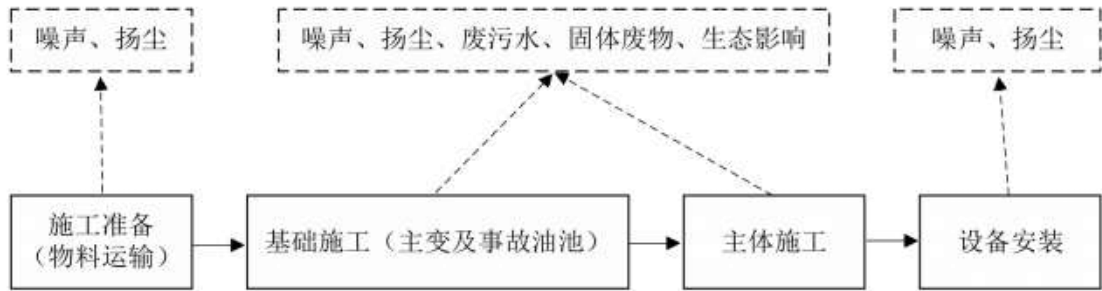 噪声、扬尘
噪声、扬尘、废污水、固体废物、生态影响
噪声、扬尘
施工准备
（物料运输）
基础施工（主变及事故油池）
主体施工
设备安装